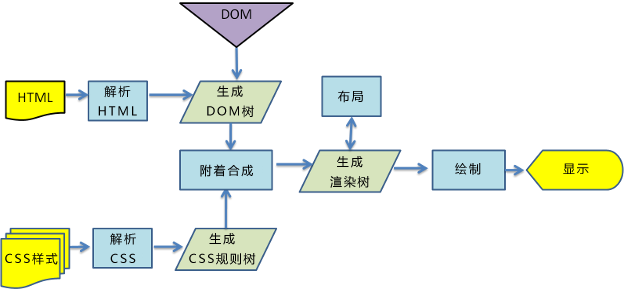 DOM
HTML
解析
HTML
生成
DOM树
布局
附着合成
生成
渲染树
绘制
显示
CSS样式
解析
CSS
生成
CSS规则树